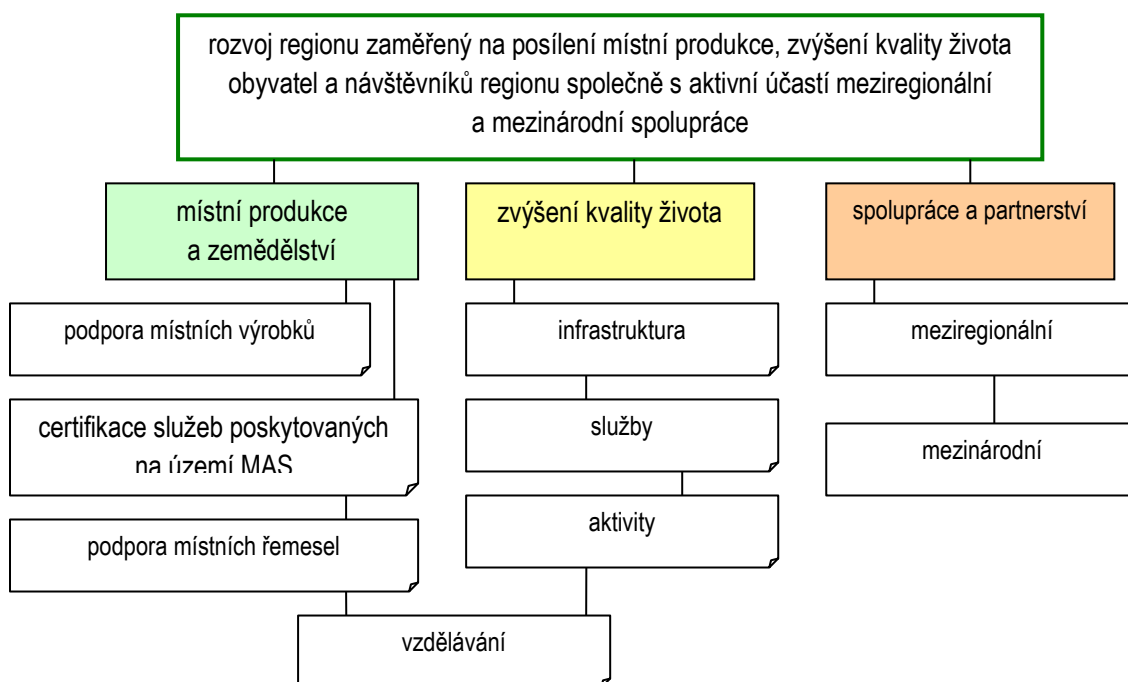 rozvoj regionu zaměřený na posílení místní produkce, zvýšení kvality života
obyvatel a návštěvníků regionu společně s aktivní účastí meziregionální
a mezinárodní spolupráce
místní produkce
a zemědělství
zvýšení kvality života
spolupráce a partnerství
podpora místních výrobků
infrastruktura
meziregionální
certifikace služeb poskytovaných
na území MAS
služby
mezinárodní
podpora místních řemesel
aktivity
vzdělávání